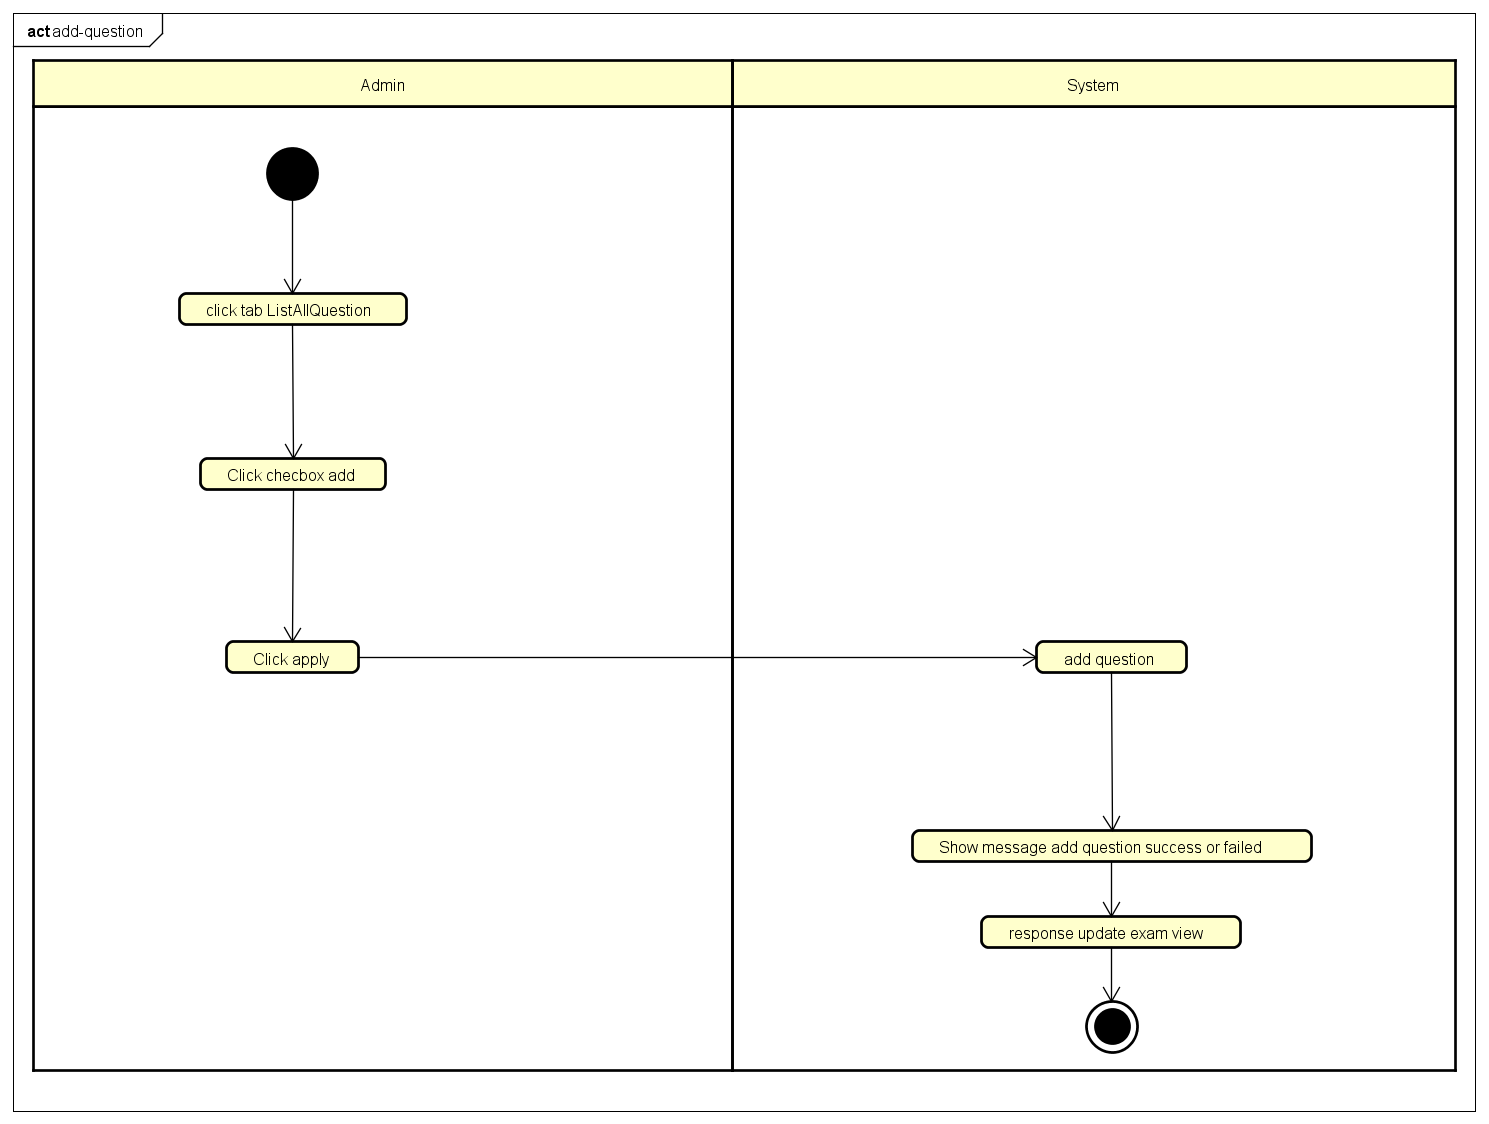 act add-question
Admin
System
click tab ListAllQuestion
Click checbox add
Click apply
add question
Show message add question success or failed
response update exam view